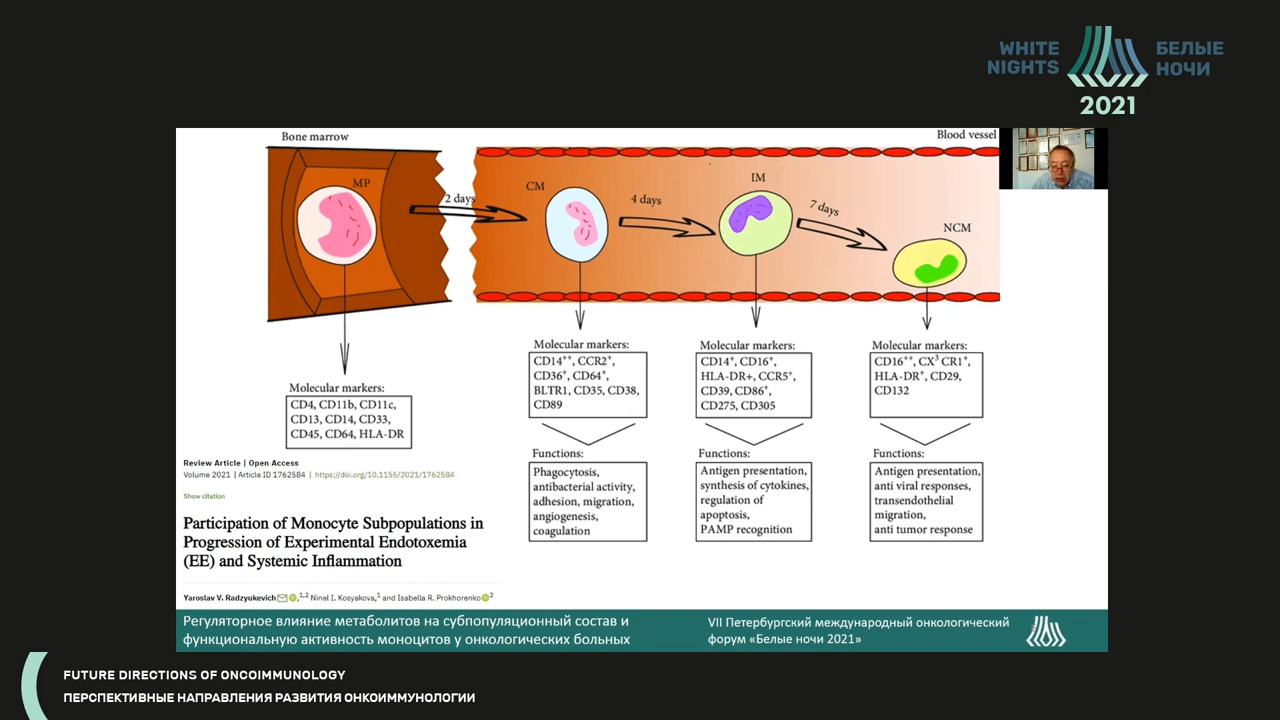 WHITE
NIGHTS
БЕЛЫЕ
НОЧИ
2021
Bone marrow
Blood vessel
MP
2 days
CM
4 days
IM
7 days
NCM
Molecular markers:
CD4, CD11b, CD11c,
CD13, CD14, CD33,
CD45, CD64, HLA-DR
Molecular markers:
CD14++, CCR2+,
CD36+, CD64+,
BLTR1, CD35, CD38,
CD89
Functions:
Phagocytosis,
antibacterial activity,
adhesion, migration,
angiogenesis,
coagulation
Molecular markers:
CD14+, CD16+,
HLA-DR+, CCR5+,
CD39, CD86+,
CD275, CD305
Functions:
Antigen presentation,
synthesis of cytokines,
regulation of
apoptosis,
PAMP recognition
Molecular markers:
CD16++, CX3 CR1+,
HLA-DR+, CD29,
CD132
Functions:
Antigen presentation,
anti viral responses,
transendothelial
migration,
anti tumor response
Review Article | Open Access
Volume 2021 | Article ID 1762584 | https://doi.org/10.1155/2021/1762584
Show citation
Participation of Monocyte Subpopulations in
Progression of Experimental Endotoxemia
(EE) and Systemic Inflammation
Yaroslav V. Radzyukevich ,1,2 Ninel I. Kosyakova,1 and Isabella R. Prokhorenko 2
Регуляторное влияние метаболитов на субпопуляционный состав и
функциональную активность моноцитов у онкологических больных
VII Петербургский международный онкологический
форум «Белые ночи 2021»
FUTURE DIRECTIONS OF ONCOIMMUNOLOGY
ПЕРСПЕКТИВНЫЕ НАПРАВЛЕНИЯ РАЗВИТИЯ ОНКОИММУНОЛОГИИ